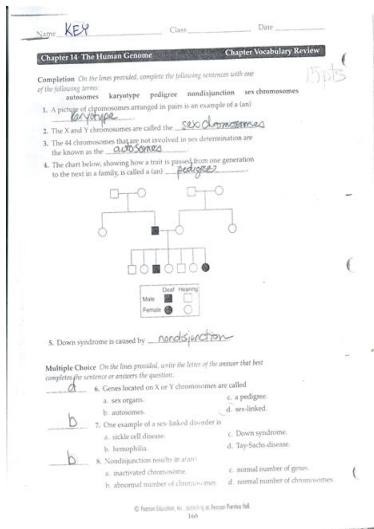 Name KEY Class Date
Chapter 14 The Human Genome Chapter Vocabulary Review
15 pts
Completion On the lines provided, complete the following sentences with one
of the following terms:
autosomes karyotype pedigree nondisjunction sex chromosomes
1. A picture of chromosomes arranged in pairs is an example of a(an)
karyotype.
2. The X and Y chromosomes are called the sex chromosomes
3. The 44 chromosomes that are not involved in sex determination are
the known as the autosomes.
4. The chart below, showing how a trait is passed from one generation
to the next in a family, is called a (an) pedigree.
Deaf Hearing
Male
Female
5. Down syndrome is caused by nondisjunction
Multiple Choice On the lines provided, write the letter of the answer that best
completes the sentence or answers the question.
d 6. Genes located on X or Y chromosomes are called
a. sex organs. c. a pedigree.
b. autosomes. d. sex-linked.
b 7. One example of a sex-linked disorder is
a. sickle cell disease. c. Down syndrome.
b. hemophilia. d. Tay-Sachs disease.
b 8. Nondisjunction results in a(an)
a. inactivated chromosome. c. normal number of genes.
b. abnormal number of chromosomes. d. normal number of chromosomes
© Pearson Education, Inc., publishing as Pearson Prentice Hall.
168